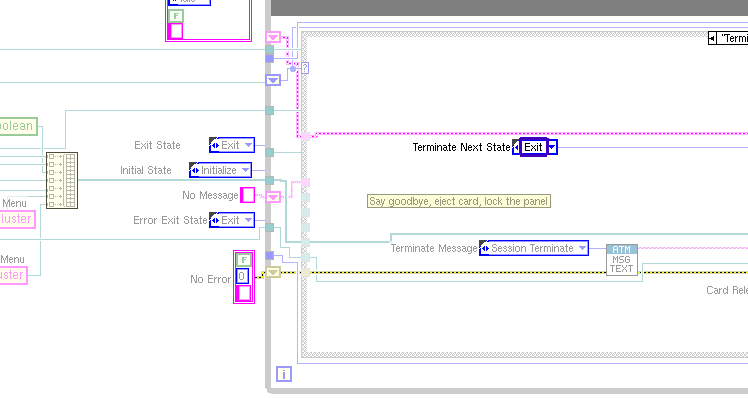 F
"Termi
?
oolean
Exit State
Exit
Terminate Next State
Exit
Initial State
Initialize
No Message
Say goodbye, eject card, lock the panel
Menu
luster
Error Exit State
Exit
Terminate Message
Session Terminate
ATM
MSG
TEXT
Menu
uster
F
No Error
0
Card Rele
i